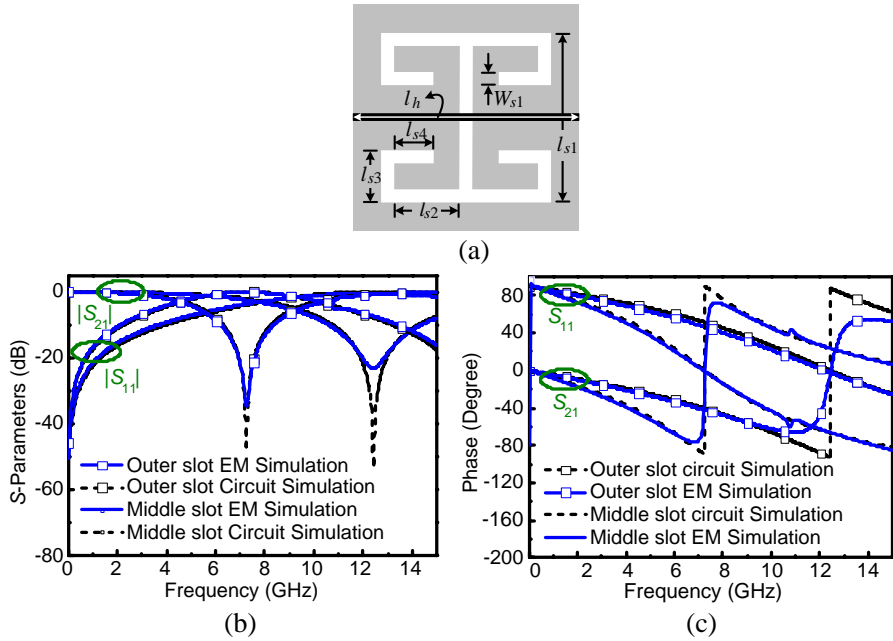 l_h
W_s1
l_s4
l_s1
l_s3
l_s2
(a)
S-Parameters (dB)
0
-20
-40
-60
-80
|S21|
|S11|
Outer slot EM Simulation
Outer slot Circuit Simulation
Middle slot EM Simulation
Middle slot Circuit Simulation
0 2 4 6 8 10 12 14
Frequency (GHz)
(b)
Phase (Degree)
80
40
0
-40
-80
-120
-160
-200
S11
S21
Outer slot circuit Simulation
Outer slot EM Simulation
Middle slot circuit Simulation
Middle slot EM Simulation
0 2 4 6 8 10 12 14
Frequency (GHz)
(c)